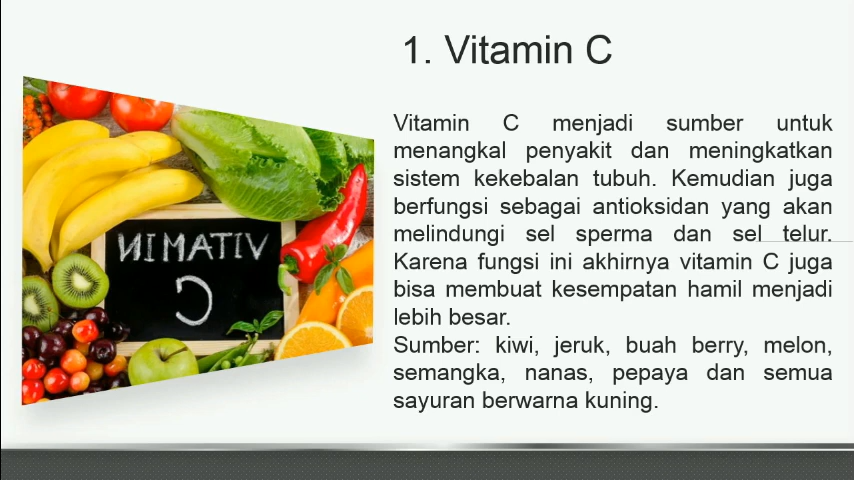 1. Vitamin C
Vitamin C menjadi sumber untuk
menangkal penyakit dan meningkatkan
sistem kekebalan tubuh. Kemudian juga
berfungsi sebagai antioksidan yang akan
melindungi sel sperma dan sel telur.
Karena fungsi ini akhirnya vitamin C juga
bisa membuat kesempatan hamil menjadi
lebih besar.
Sumber: kiwi, jeruk, buah berry, melon,
semangka, nanas, pepaya dan semua
sayuran berwarna kuning.
VITAMIN
C